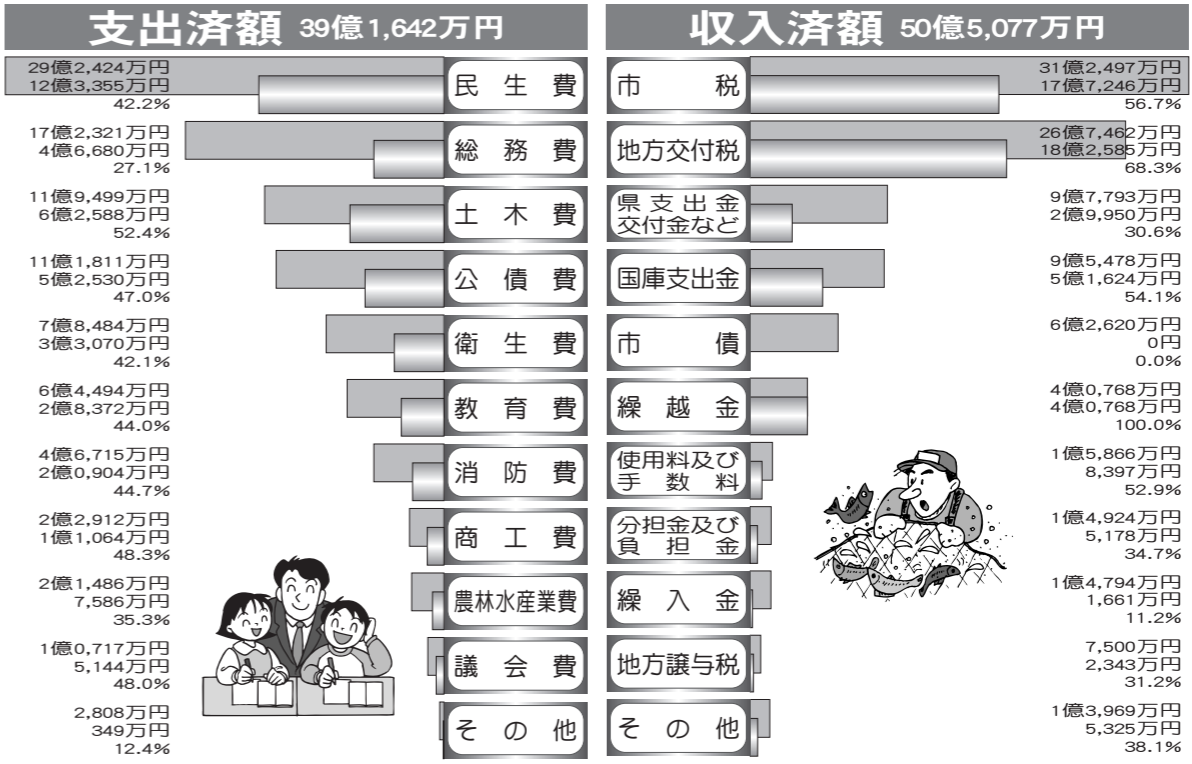 支出済額 39億1,642万円
29億2,424万円
12億3,355万円
42.2%
民生費
17億2,321万円
4億6,680万円
27.1%
総務費
11億9,499万円
6億2,588万円
52.4%
土木費
11億1,811万円
5億2,530万円
47.0%
公債費
7億8,484万円
3億3,070万円
42.1%
衛生費
6億4,494万円
2億8,372万円
44.0%
教育費
4億6,715万円
2億0,904万円
44.7%
消防費
2億2,912万円
1億1,064万円
48.3%
商工費
2億1,486万円
7,586万円
35.3%
農林水産業費
1億0,717万円
5,144万円
48.0%
議会費
2,808万円
349万円
12.4%
その他
収入済額 50億5,077万円
市税
31億2,497万円
17億7,246万円
56.7%
地方交付税
26億7,462万円
18億2,585万円
68.3%
県支出金
交付金など
9億7,793万円
2億9,950万円
30.6%
国庫支出金
9億5,478万円
5億1,624万円
54.1%
市債
6億2,620万円
0円
0.0%
繰越金
4億0,768万円
4億0,768万円
100.0%
使用料及び
手数料
1億5,866万円
8,397万円
52.9%
分担金及び
負担金
1億4,924万円
5,178万円
34.7%
繰入金
1億4,794万円
1,661万円
11.2%
地方譲与税
7,500万円
2,343万円
31.2%
その他
1億3,969万円
5,325万円
38.1%